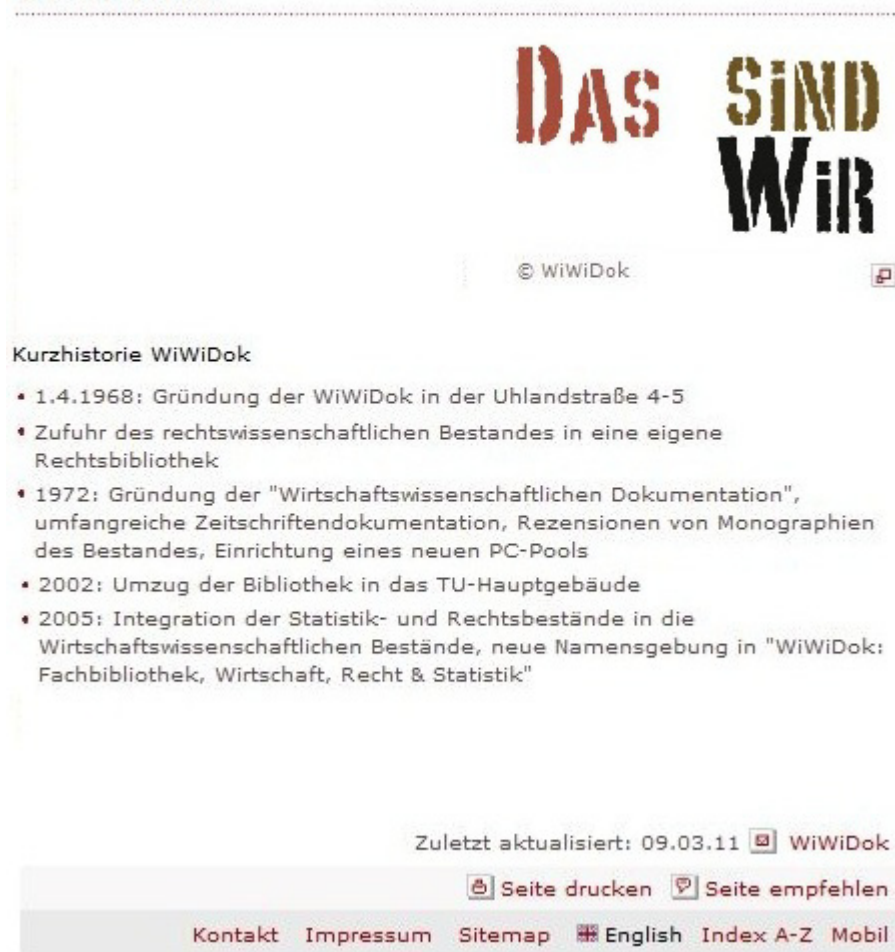 DAS SiND
WiR
© WiWiDok
Kurzhistorie WiWiDok
• 1.4.1968: Gründung der WiWiDok in der Uhlandstraße 4-5
• Zufuhr des rechtswissenschaftlichen Bestandes in eine eigene
Rechtsbibliothek
• 1972: Gründung der "Wirtschaftswissenschaftlichen Dokumentation",
umfangreiche Zeitschriftendokumentation, Rezensionen von Monographien
des Bestandes, Einrichtung eines neuen PC-Pools
• 2002: Umzug der Bibliothek in das TU-Hauptgebäude
• 2005: Integration der Statistik- und Rechtsbestände in die
Wirtschaftswissenschaftlichen Bestände, neue Namensgebung in "WiWiDok:
Fachbibliothek, Wirtschaft, Recht & Statistik"
Zuletzt aktualisiert: 09.03.11 WiWiDok
Seite drucken Seite empfehlen
Kontakt Impressum Sitemap English Index A-Z Mobil